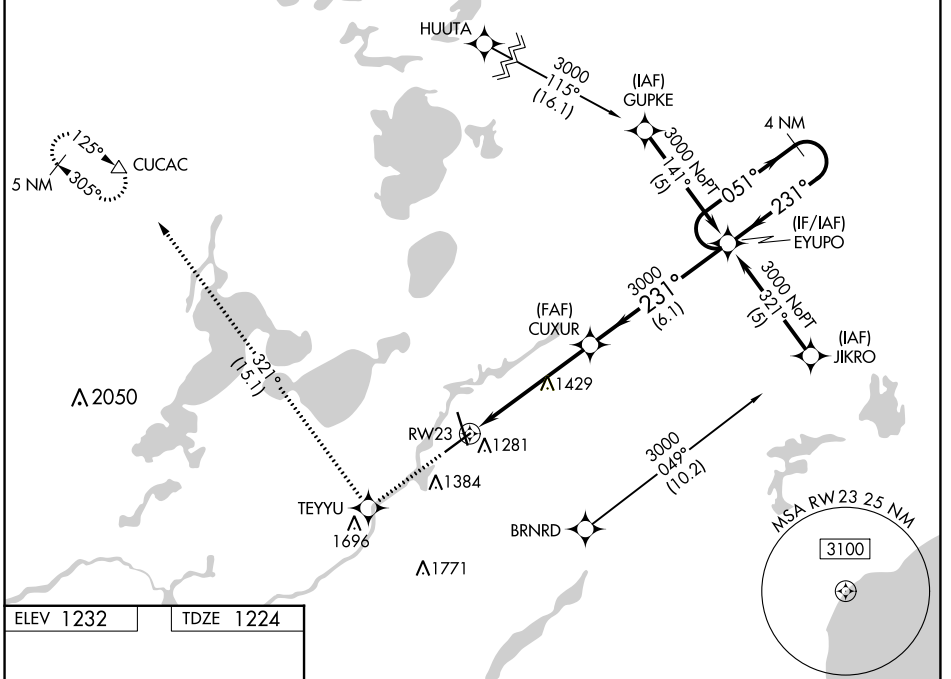 HUUTA
3000
115°
(16.1)
(IAF)
GUPKE
4 NM
125°
CUCAC
5 NM
305°
3000 NoPT
141°
(5)
051°
231°
(IF/IAF)
EYUPO
3000
231°
(6.1)
3000 NoPT
321°
(5)
(FAF)
CUXUR
(IAF)
JIKRO
321°
(15.1)
1429
2050
RW23
1281
3000
049°
(10.2)
1384
TEYYU
1696
BRNRD
MSA RW 23 25 NM
3100
1771
ELEV 1232
TDZE 1224